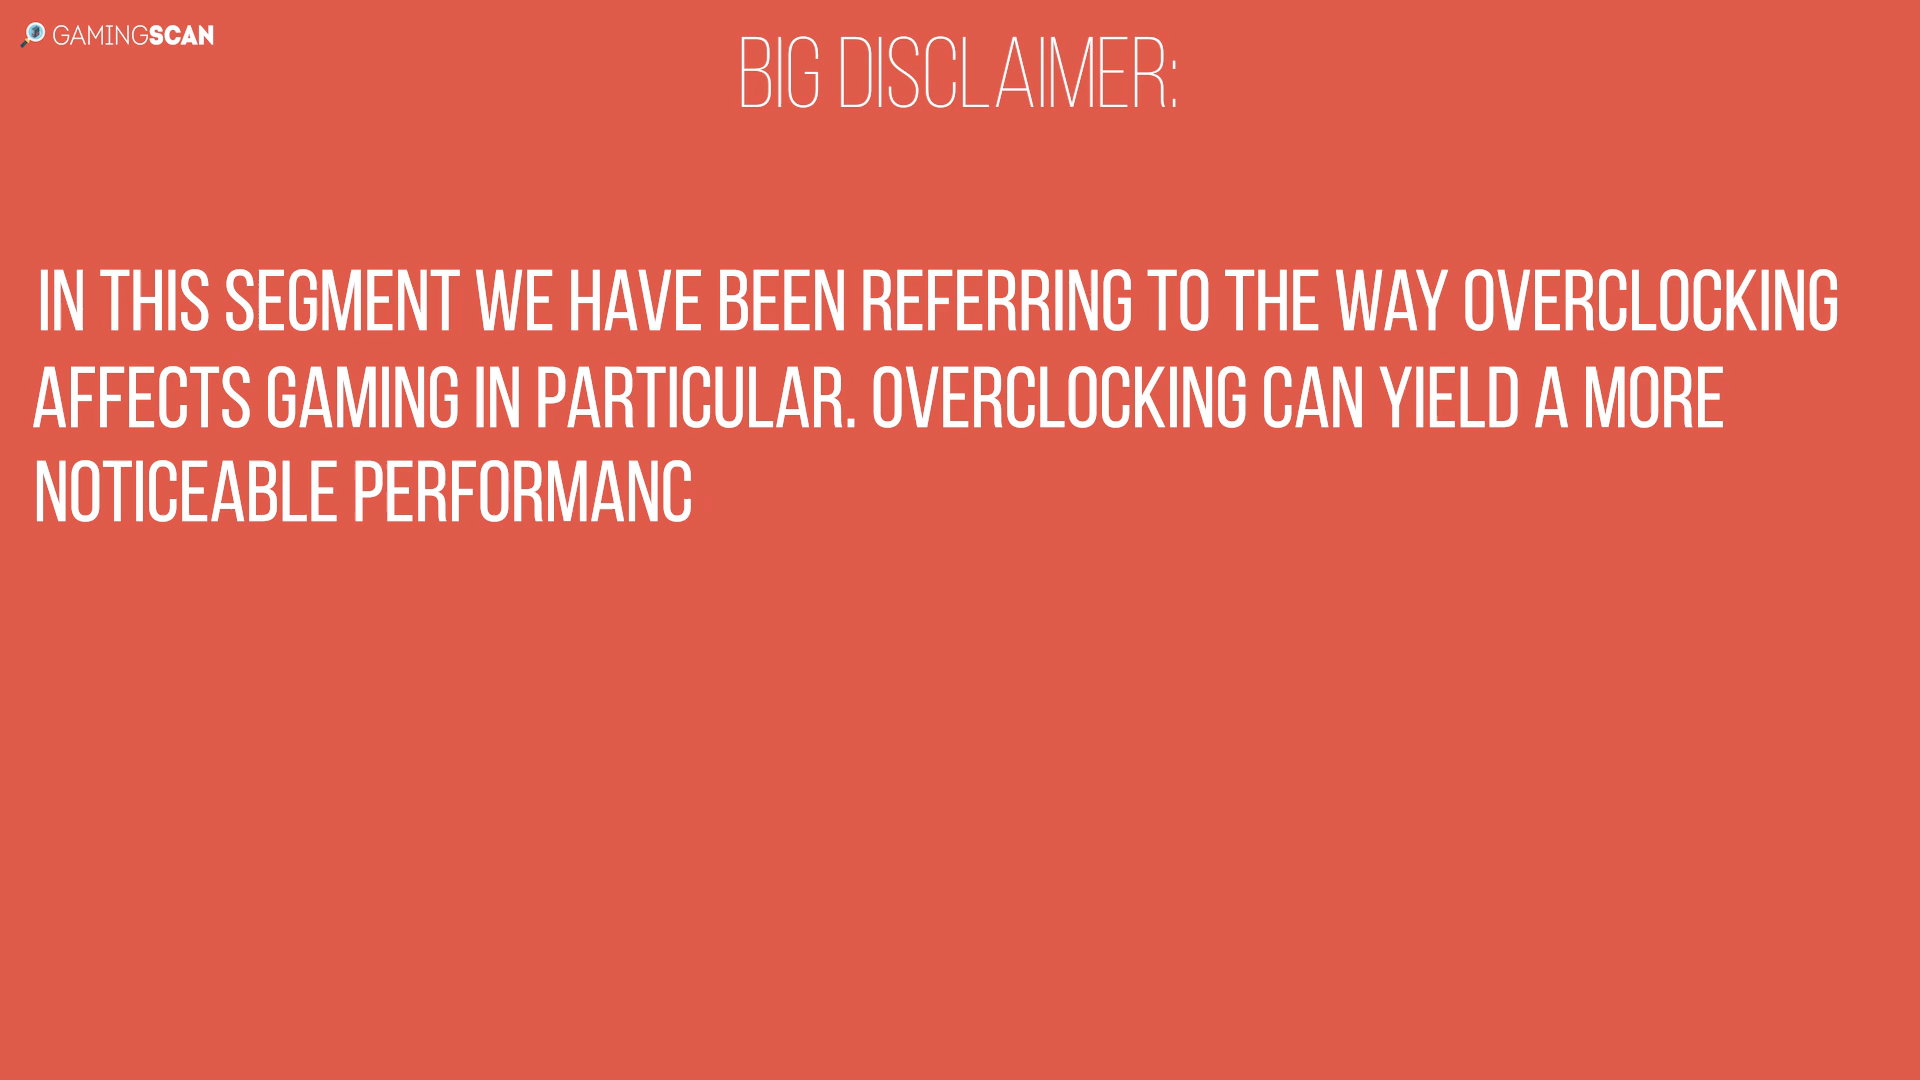 GAMINGSCAN
BIG DISCLAIMER:
IN THIS SEGMENT WE HAVE BEEN REFERRING TO THE WAY OVERCLOCKING
AFFECTS GAMING IN PARTICULAR. OVERCLOCKING CAN YIELD A MORE
NOTICEABLE PERFORMANC